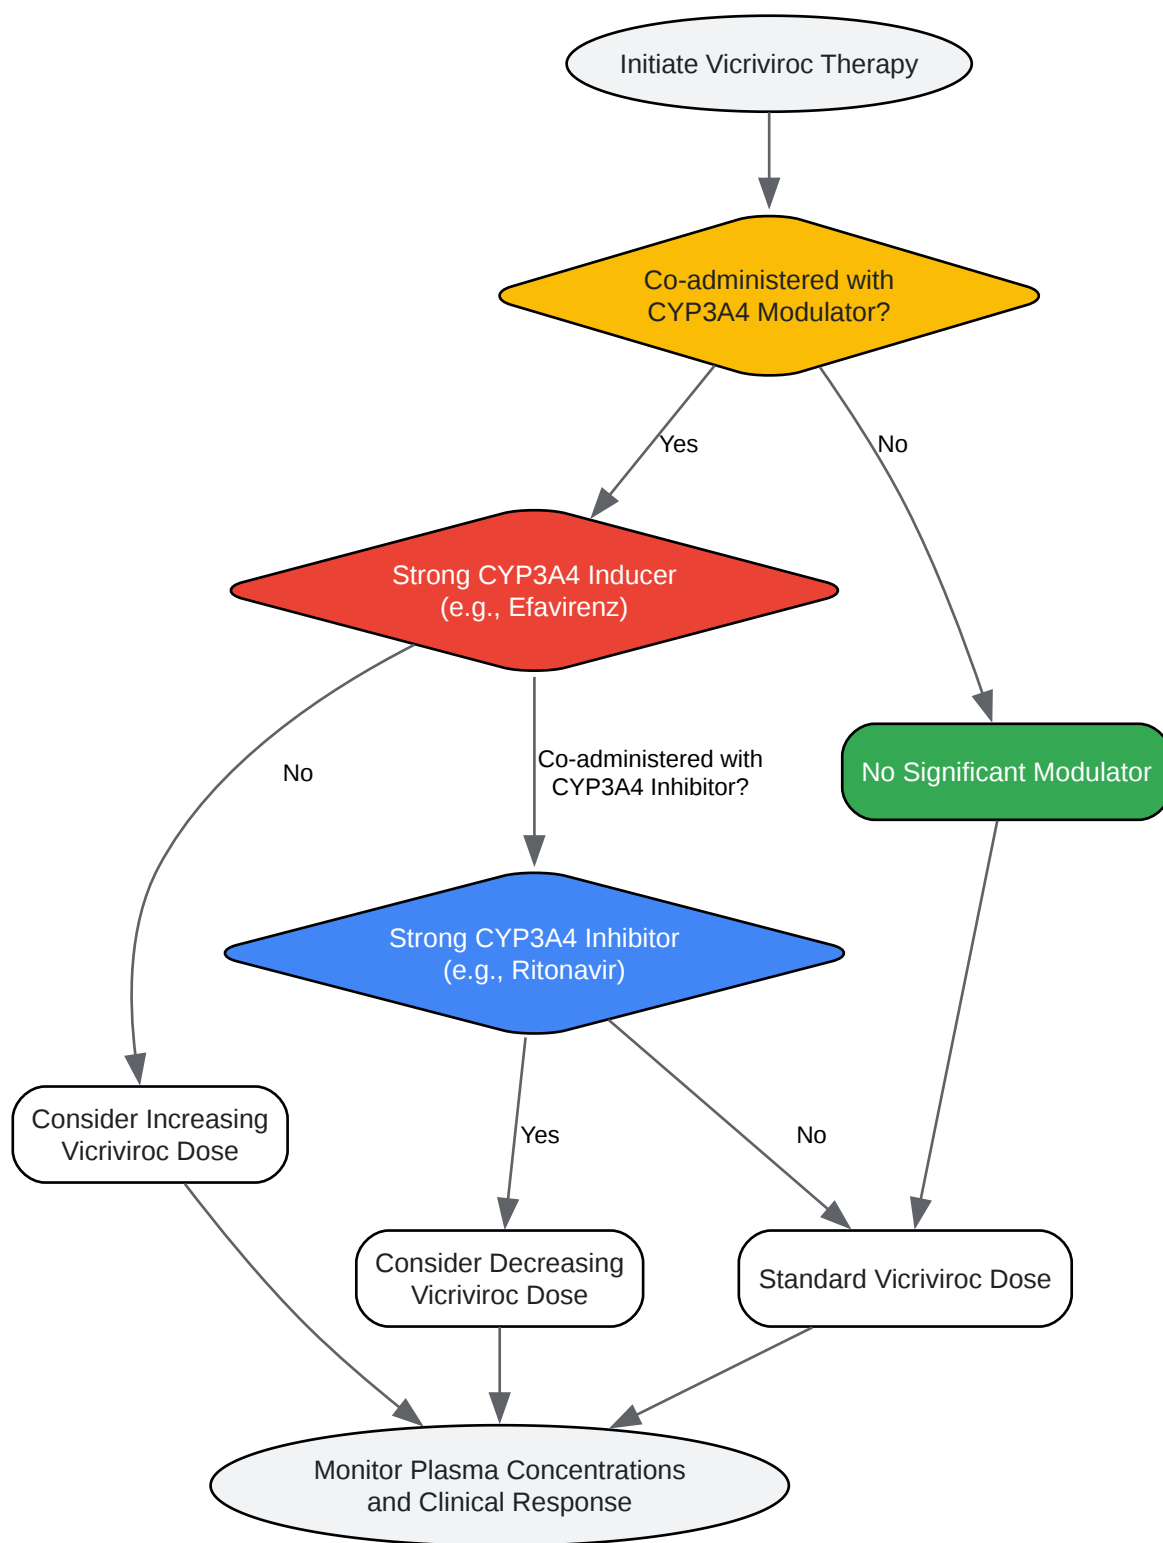 Initiate Vicriviroc Therapy
Co-administered with
CYP3A4 Modulator?
Yes
No
Strong CYP3A4 Inducer
(e.g., Efavirenz)
No
Co-administered with
CYP3A4 Inhibitor?
No Significant Modulator
Strong CYP3A4 Inhibitor
(e.g., Ritonavir)
Consider Increasing
Vicriviroc Dose
Yes
No
Consider Decreasing
Vicriviroc Dose
Standard Vicriviroc Dose
Monitor Plasma Concentrations
and Clinical Response